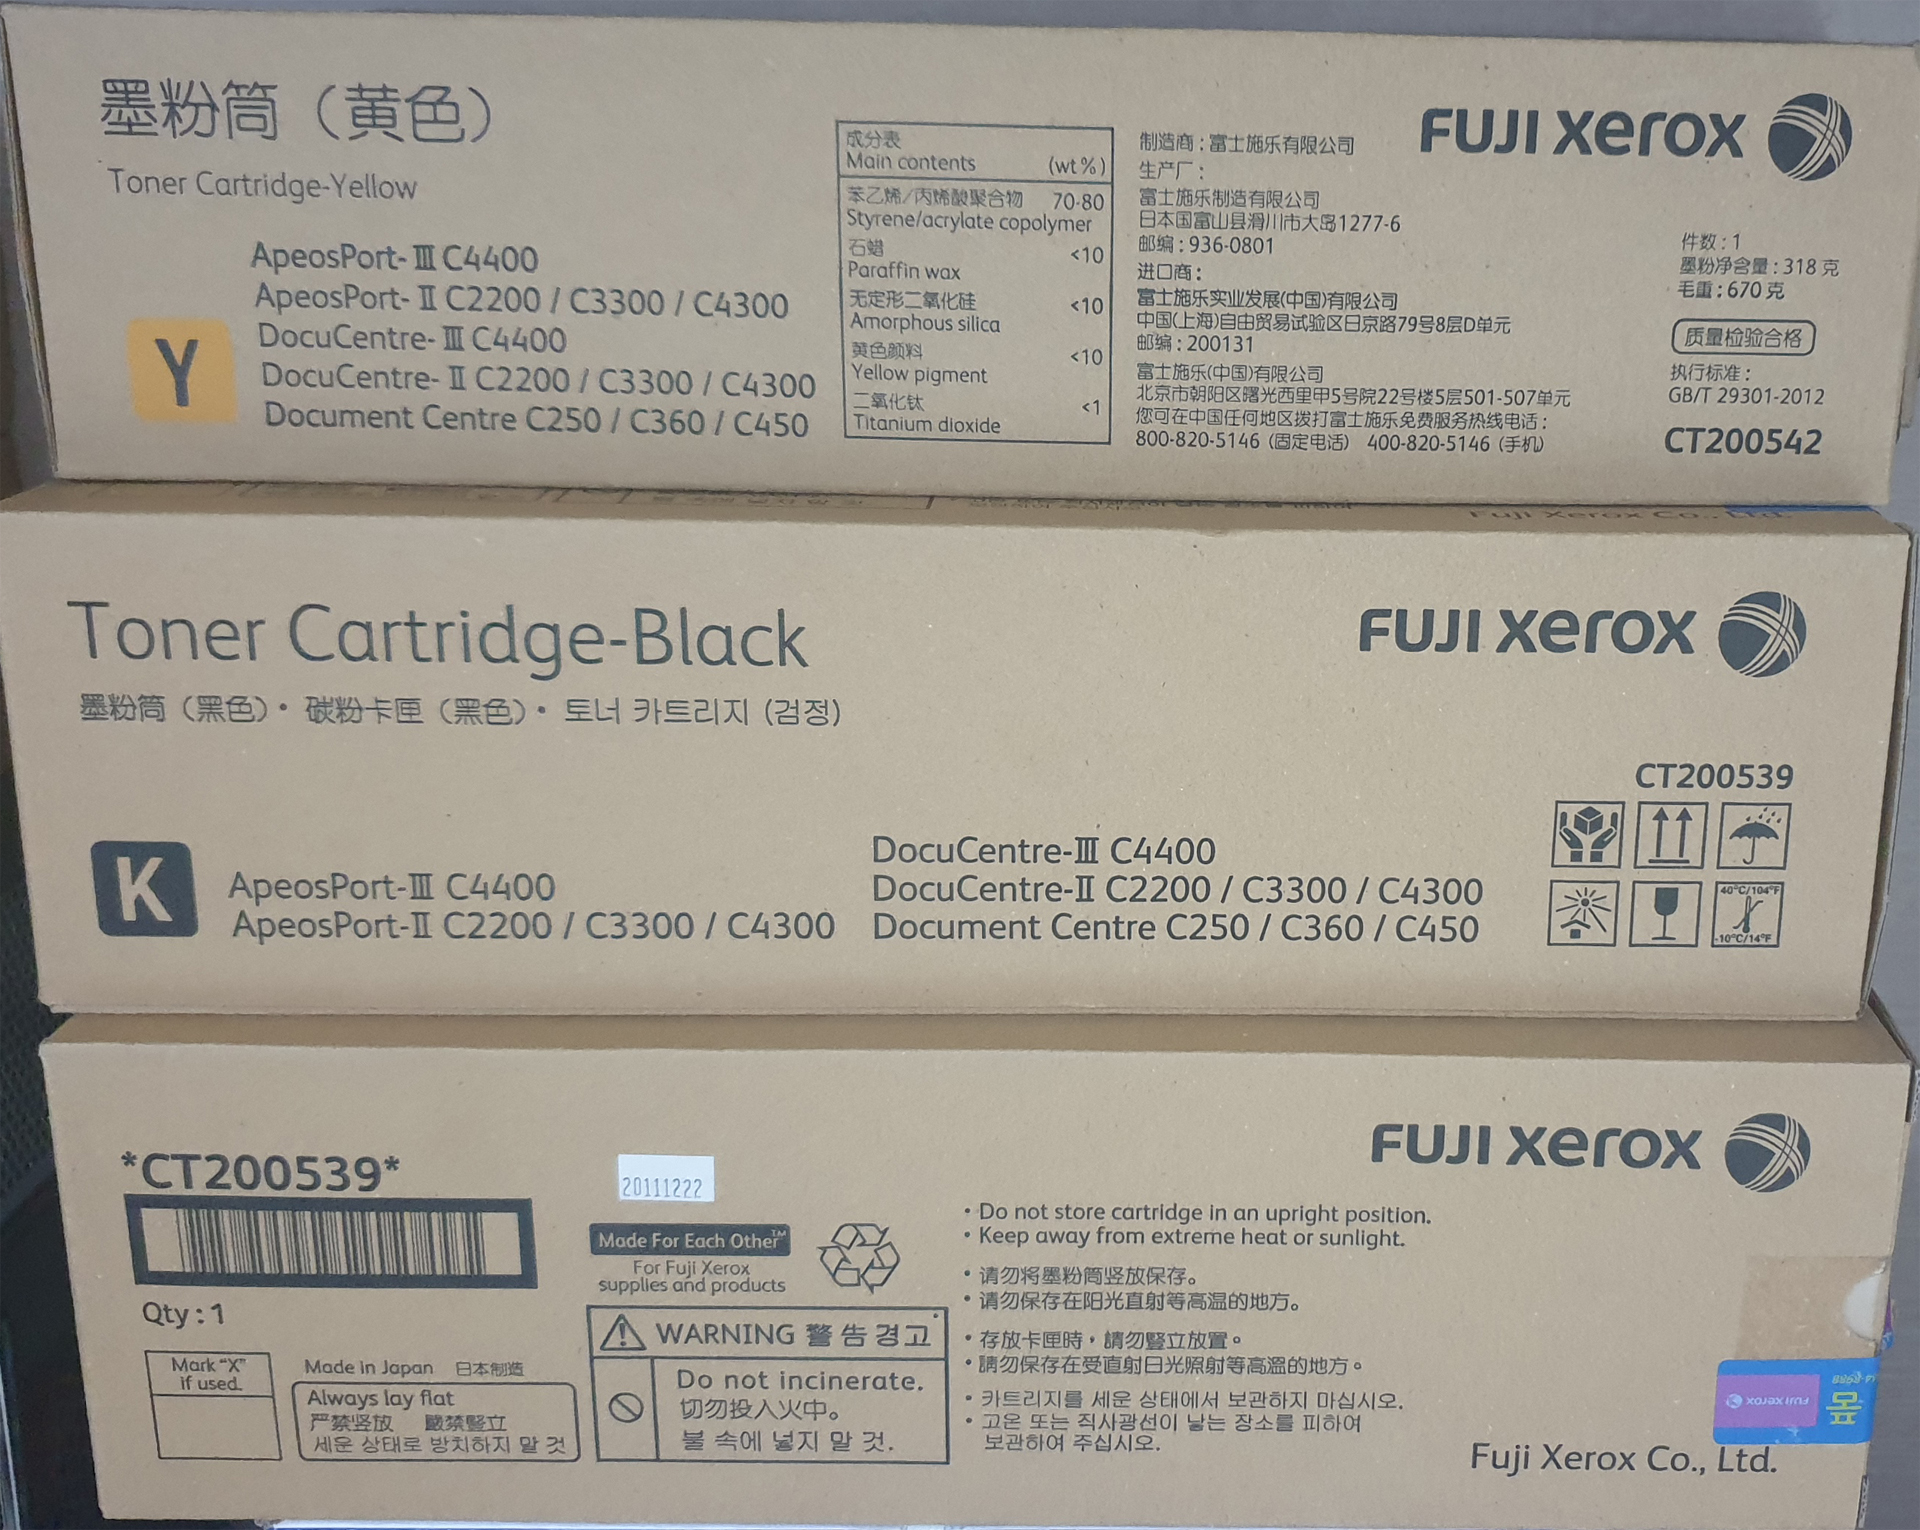 墨粉筒（黄色）
Toner Cartridge-Yellow
ApeosPort-Ⅲ C4400
ApeosPort-Ⅱ C2200 / C3300 / C4300
DocuCentre-Ⅲ C4400
DocuCentre-Ⅱ C2200 / C3300 / C4300
Document Centre C250 / C360 / C450
Y
成分表
Main contents (wt%)
苯乙烯/丙烯酸聚合物 70-80
Styrene/acrylate copolymer
石蜡 <10
Paraffin wax
无定形二氧化硅 <10
Amorphous silica
黄色颜料 <10
Yellow pigment
二氧化钛 <1
Titanium dioxide
制造商：富士施乐有限公司
生产厂：
富士施乐制造有限公司
日本国富山县滑川市大岛1277-6
邮编：936-0801
进口商：
富士施乐实业发展(中国)有限公司
中国(上海)自由贸易试验区日京路79号8层D单元
邮编：200131
富士施乐(中国)有限公司
北京市朝阳区曙光西里甲5号院22号楼5层501-507单元
您可在中国任何地区拨打富士施乐免费服务热线电话：
800-820-5146 (固定电话) 400-820-5146 (手机)
FUJI xerox
件数：1
墨粉净含量：318 克
毛重：670 克
质量检验合格
执行标准：
GB/T 29301-2012
CT200542
Fuji Xerox Co., Ltd.
Toner Cartridge-Black
墨粉筒（黑色）・碳粉卡匣（黑色）・토너 카트리지 (검정)
FUJI xerox
CT200539
K
ApeosPort-Ⅲ C4400
ApeosPort-Ⅱ C2200 / C3300 / C4300
DocuCentre-Ⅲ C4400
DocuCentre-Ⅱ C2200 / C3300 / C4300
Document Centre C250 / C360 / C450
40°C/104°F
-10°C/14°F
FUJI xerox
*CT200539*
Qty : 1
Mark "X"
if used.
Made in Japan 日本制造
Always lay flat
严禁竖放 嚴禁豎立
세운 상태로 방치하지 말 것
20111222
Made For Each Other™
For Fuji Xerox
supplies and products
WARNING 警告 경고
Do not incinerate.
切勿投入火中。
불 속에 넣지 말 것.
• Do not store cartridge in an upright position.
• Keep away from extreme heat or sunlight.
• 请勿将墨粉筒竖放保存。
• 请勿保存在阳光直射等高温的地方。
• 存放卡匣時，請勿豎立放置。
• 請勿保存在受直射日光照射等高溫的地方。
• 카트리지를 세운 상태에서 보관하지 마십시오.
• 고온 또는 직사광선이 닿는 장소를 피하여
보관하여 주십시오.
FUJI xerox
Fuji Xerox Co., Ltd.